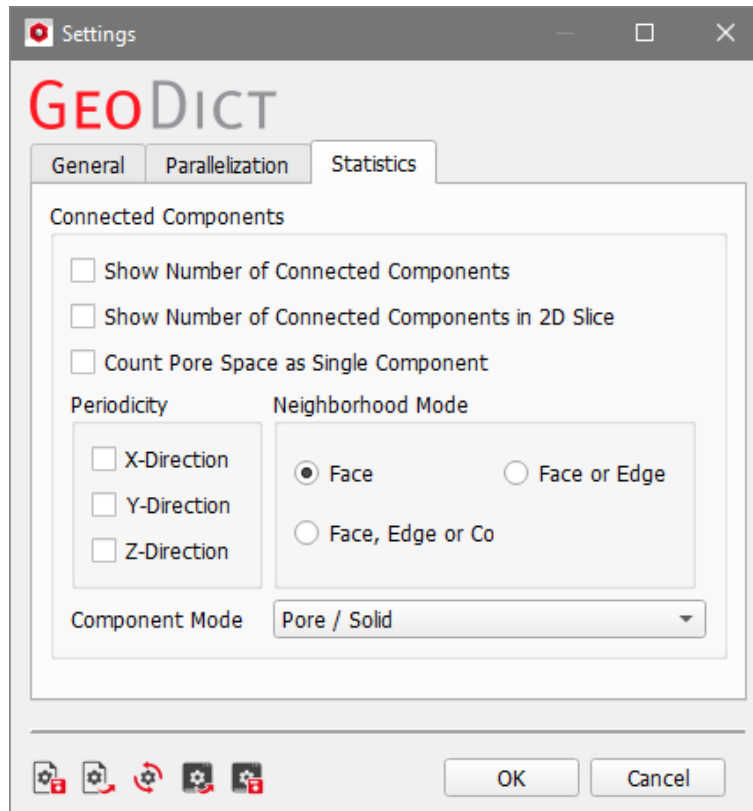 Settings
GEODICT
General Parallelization Statistics
Connected Components
Show Number of Connected Components
Show Number of Connected Components in 2D Slice
Count Pore Space as Single Component
Periodicity Neighborhood Mode
X-Direction
Face Face or Edge
Y-Direction
Face, Edge or Co
Z-Direction
Component Mode Pore / Solid
OK Cancel